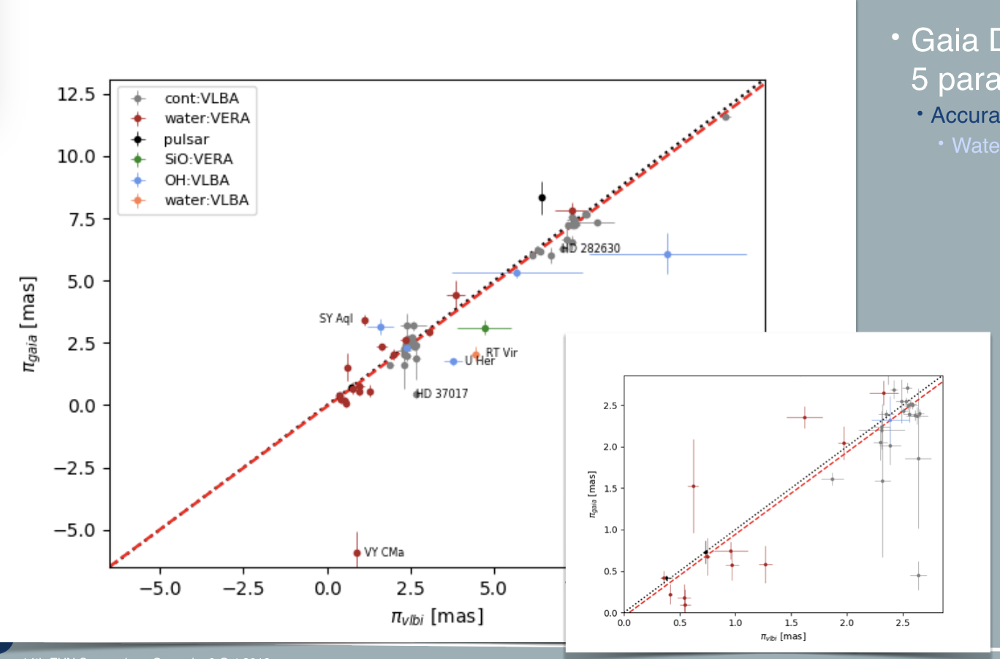 • Gaia D
5 para
• Accura
• Wate
12.5
10.0
7.5
5.0
2.5
0.0
−2.5
−5.0
πgaia [mas]
cont:VLBA
water:VERA
pulsar
SiO:VERA
OH:VLBA
water:VLBA
HD 282630
SY Aql
RT Vir
U Her
HD 37017
VY CMa
−5.0 −2.5 0.0 2.5 5.0
πvlbi [mas]
2.5
2.0
1.5
1.0
0.5
0.0
πgaia [mas]
0.0 0.5 1.0 1.5 2.0 2.5
πvlbi [mas]